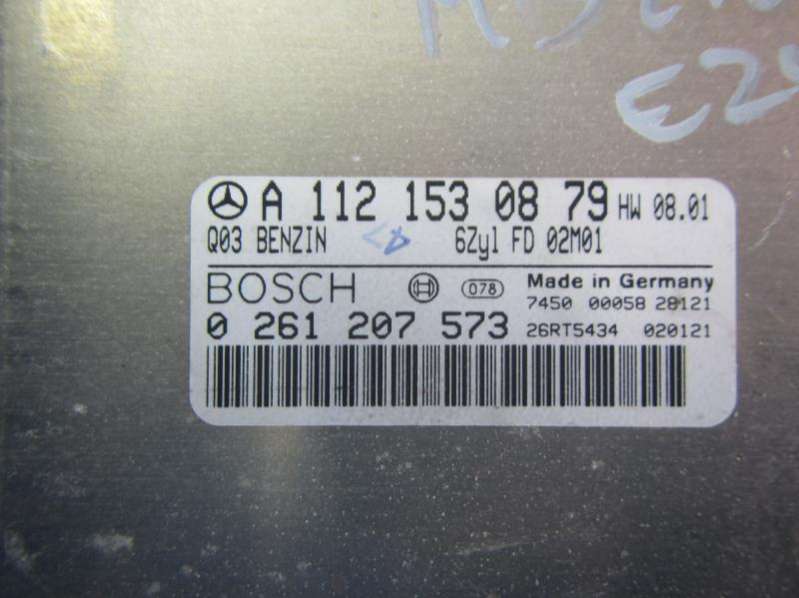 A 112 153 08 79 HW 08.01
Q03 BENZIN 6Zyl FD 02M01
BOSCH 078 Made in Germany
7450 00058 28121
0 261 207 573 26RT5434 020121